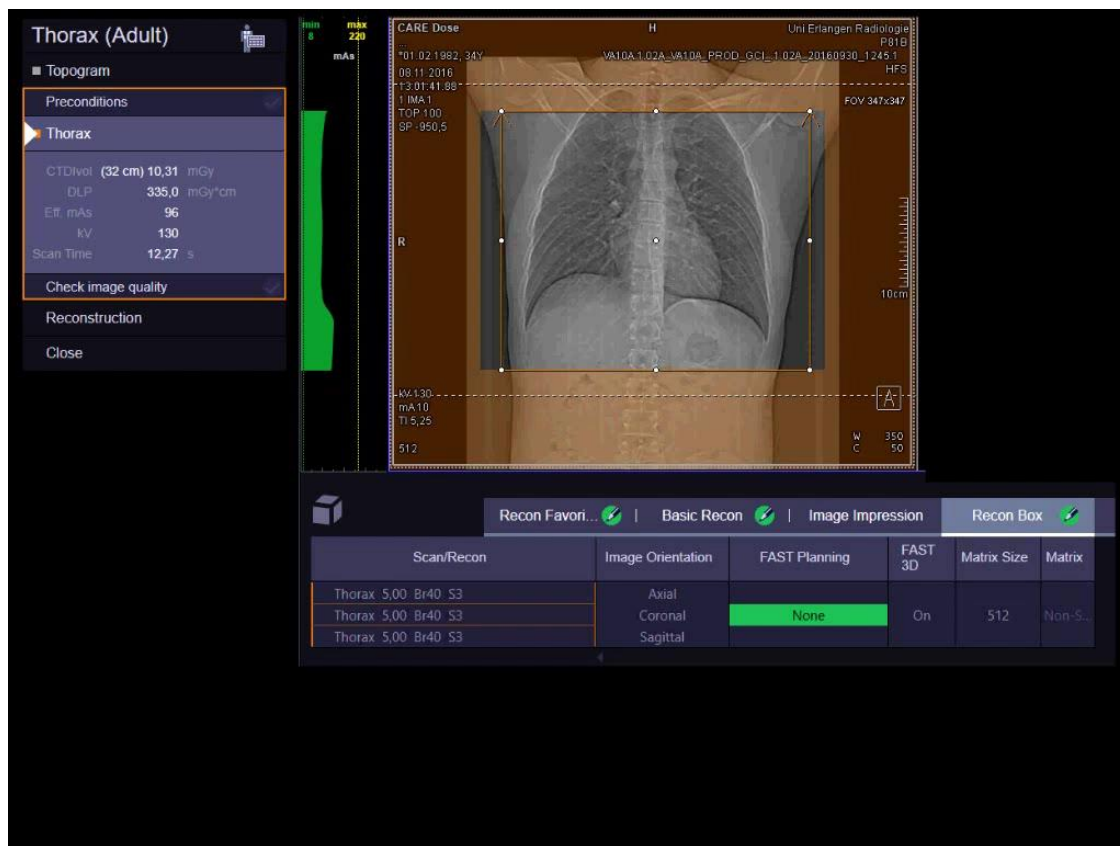 Thorax (Adult)
Topogram
Preconditions
Thorax
CTDIvol (32 cm) 10,31 mGy
DLP 335,0 mGy*cm
Eff. mAs 96
kV 130
Scan Time 12,27 s
Check image quality
Reconstruction
Close
min max
8 220
mAs
CARE Dose
...
*01.02.1982, 34Y
08.11.2016
13:01:41.88
1 IMA 1
TOP 100
SP -950,5
H
Uni Erlangen Radiologie
P81B
VA10A 1.02A_VA10A_PROD_GCI_1.02A_20160930_1245.1
HFS
FOV 347x347
R
10cm
kV 130
mA 10
TI 5,25
512
A
W 350
C 50
Recon Favori... | Basic Recon | Image Impression Recon Box
Scan/Recon Image Orientation FAST Planning FAST 3D Matrix Size Matrix
Thorax 5,00 Br40 S3 Axial
Thorax 5,00 Br40 S3 Coronal None On 512 Non-S...
Thorax 5,00 Br40 S3 Sagittal